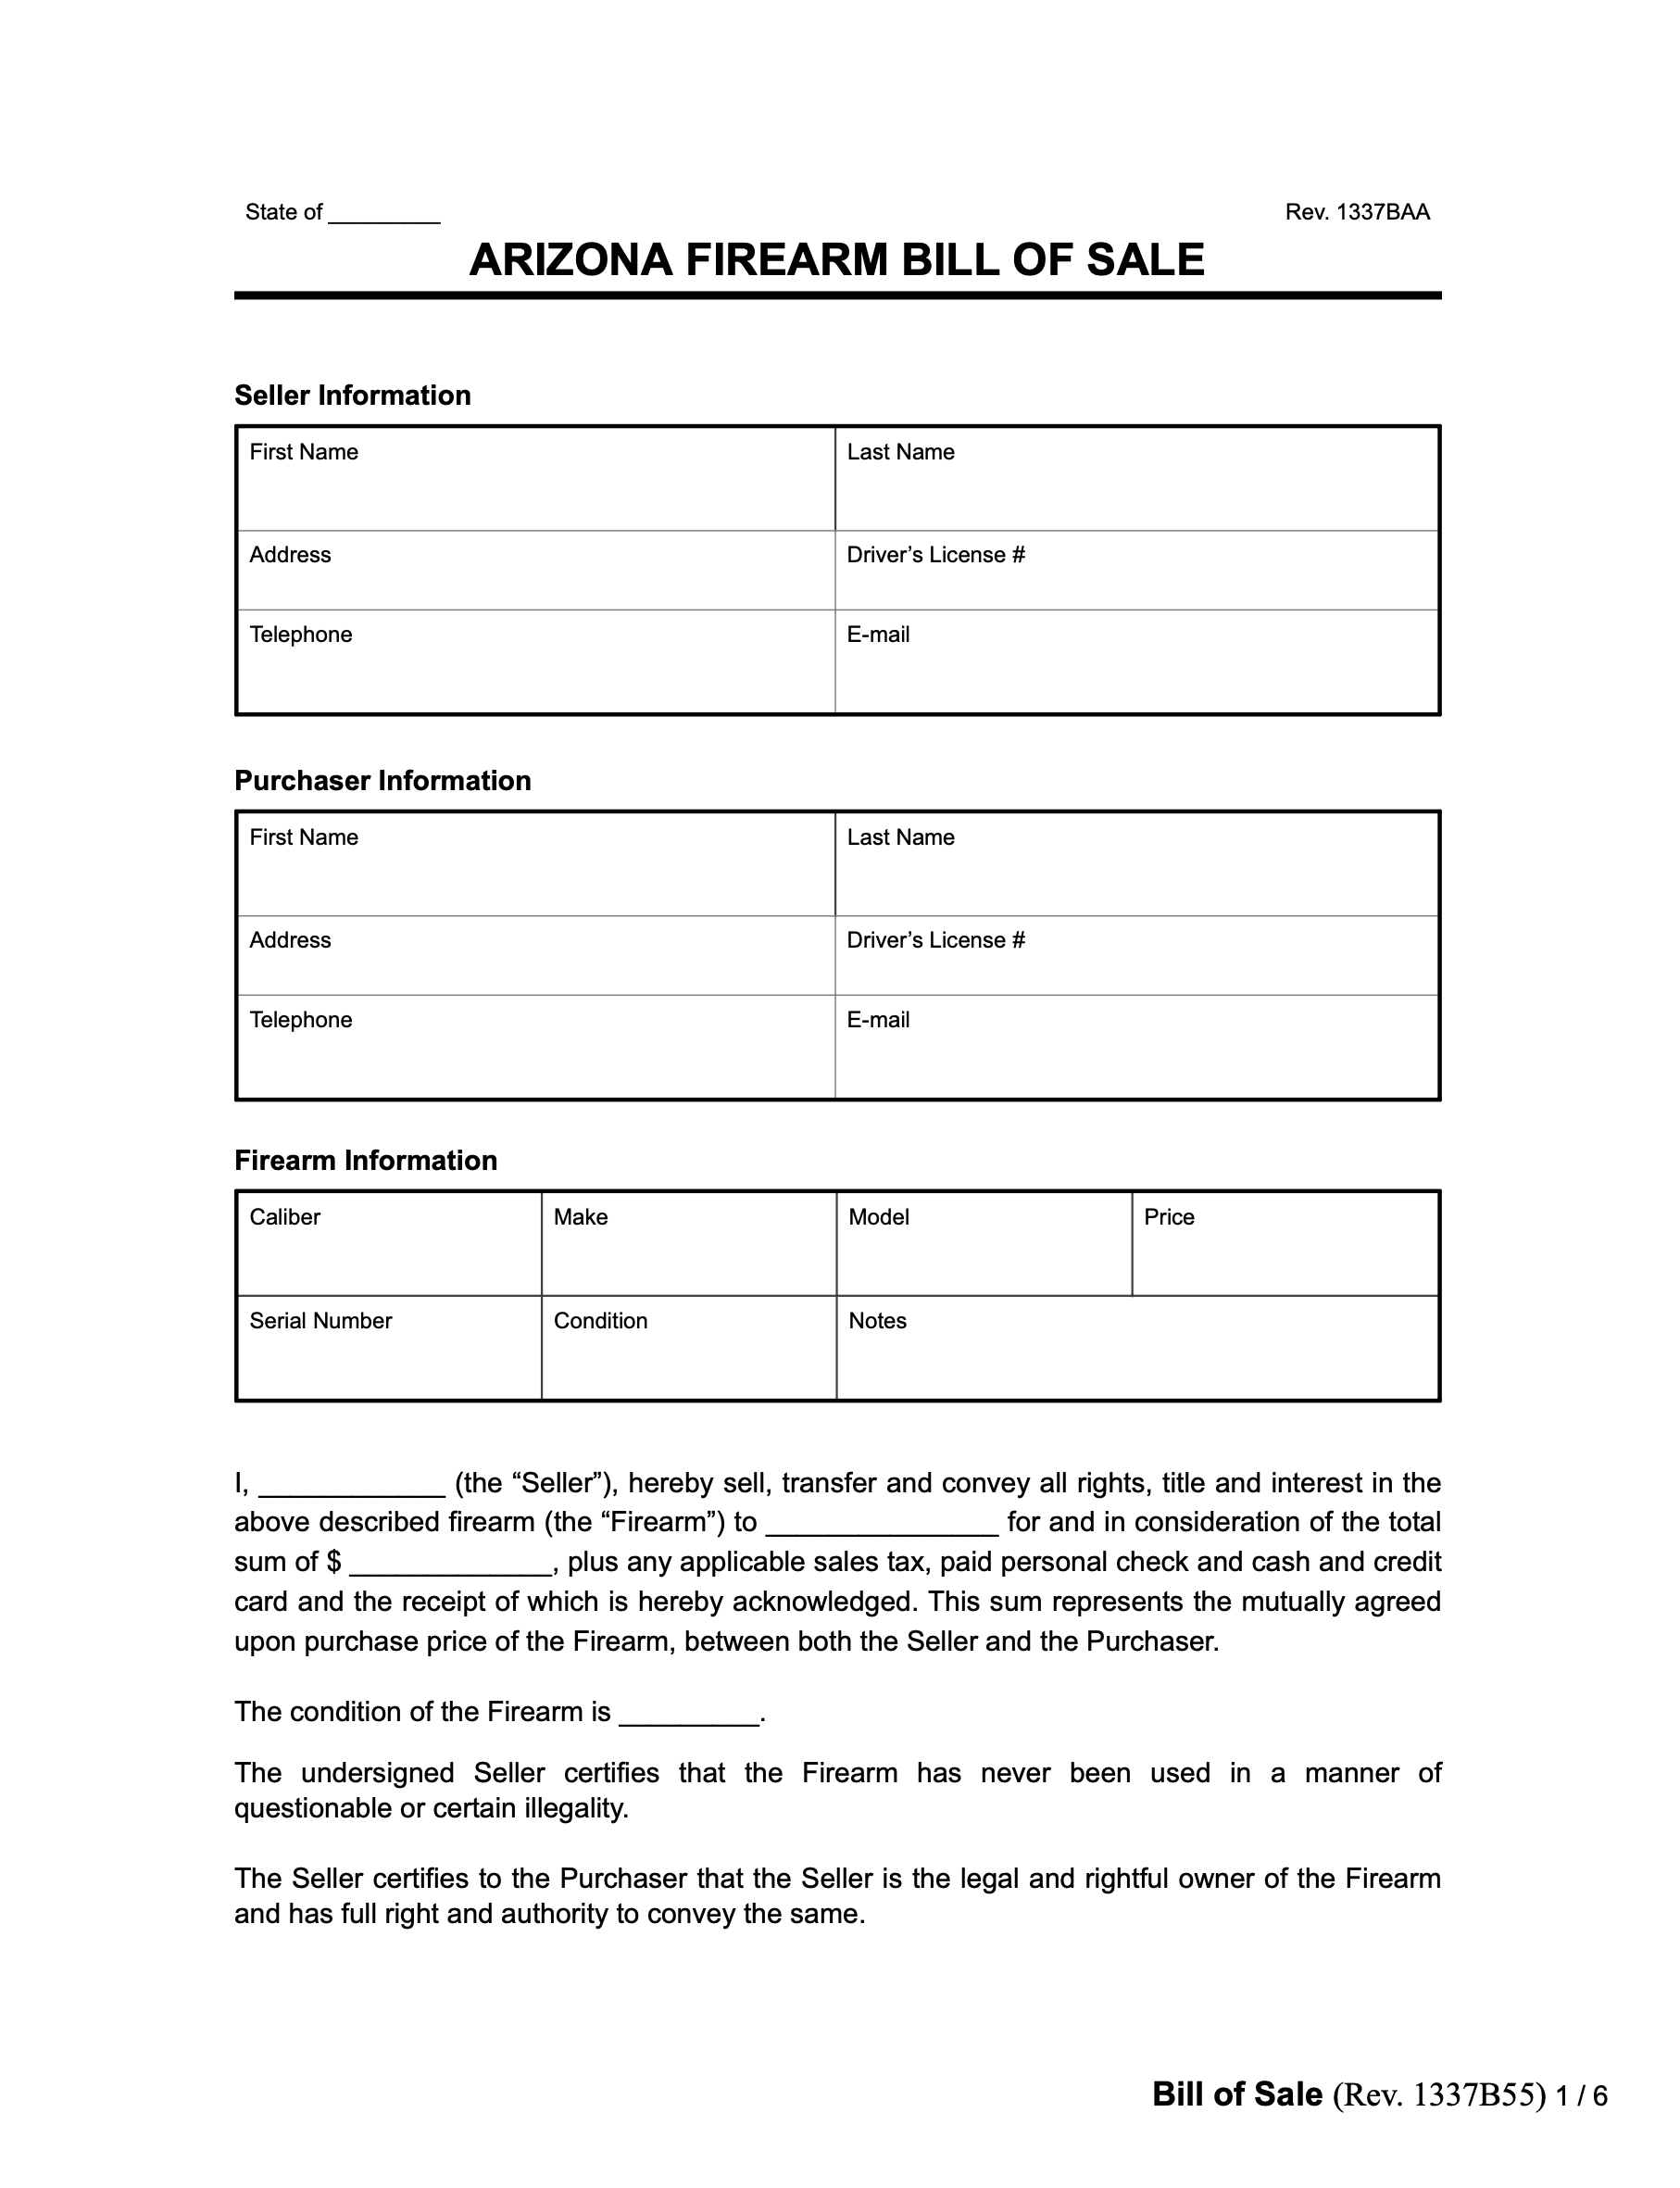 State of _________ Rev. 1337BAA
ARIZONA FIREARM BILL OF SALE
Seller Information
First Name Last Name
Address Driver’s License #
Telephone E-mail
Purchaser Information
First Name Last Name
Address Driver’s License #
Telephone E-mail
Firearm Information
Caliber Make Model Price
Serial Number Condition Notes
I, ____________ (the “Seller”), hereby sell, transfer and convey all rights, title and interest in the
above described firearm (the “Firearm”) to _______________ for and in consideration of the total
sum of $ _____________, plus any applicable sales tax, paid personal check and cash and credit
card and the receipt of which is hereby acknowledged. This sum represents the mutually agreed
upon purchase price of the Firearm, between both the Seller and the Purchaser.
The condition of the Firearm is _________.
The undersigned Seller certifies that the Firearm has never been used in a manner of
questionable or certain illegality.
The Seller certifies to the Purchaser that the Seller is the legal and rightful owner of the Firearm
and has full right and authority to convey the same.
Bill of Sale (Rev. 1337B55) 1 / 6